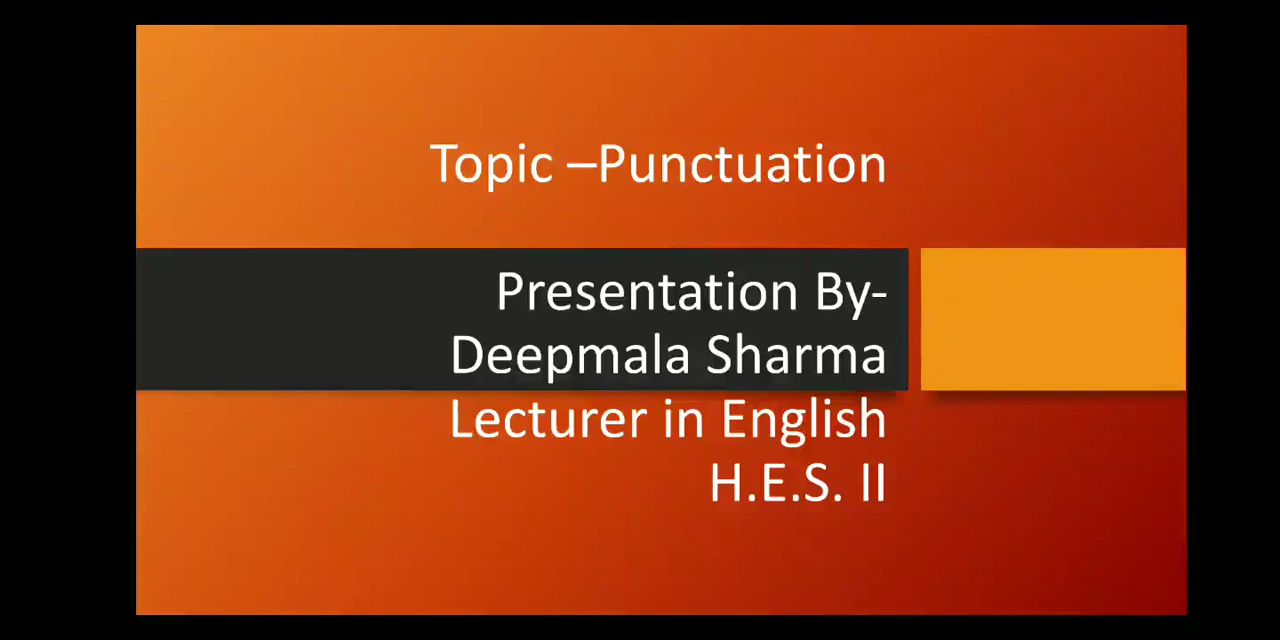 Topic –Punctuation
Presentation By-
Deepmala Sharma
Lecturer in English
H.E.S. II